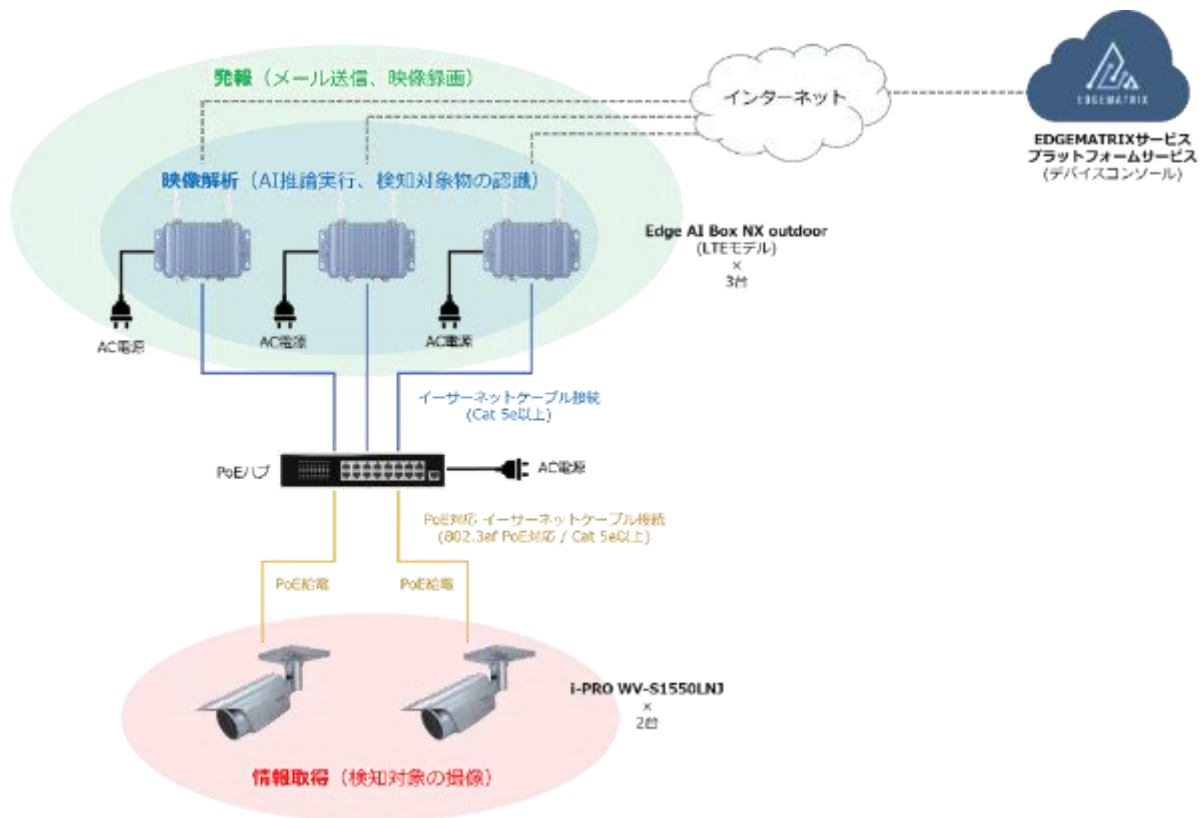 発報（メール送信、映像録画）
インターネット
EDGEMATRIX
EDGEMATRIXサービス
プラットフォームサービス
(デバイスコンソール)
映像解析（AI推論実行、検知対象物の認識）
Edge AI Box NX outdoor
(LTEモデル)
×
3台
AC電源
AC電源
AC電源
イーサーネットケーブル接続
(Cat 5e以上)
PoEハブ
AC電源
PoE対応 イーサーネットケーブル接続
(802.3af PoE対応 / Cat 5e以上)
PoE給電
PoE給電
i-PRO WV-S1550LNJ
×
2台
情報取得（検知対象の撮像）